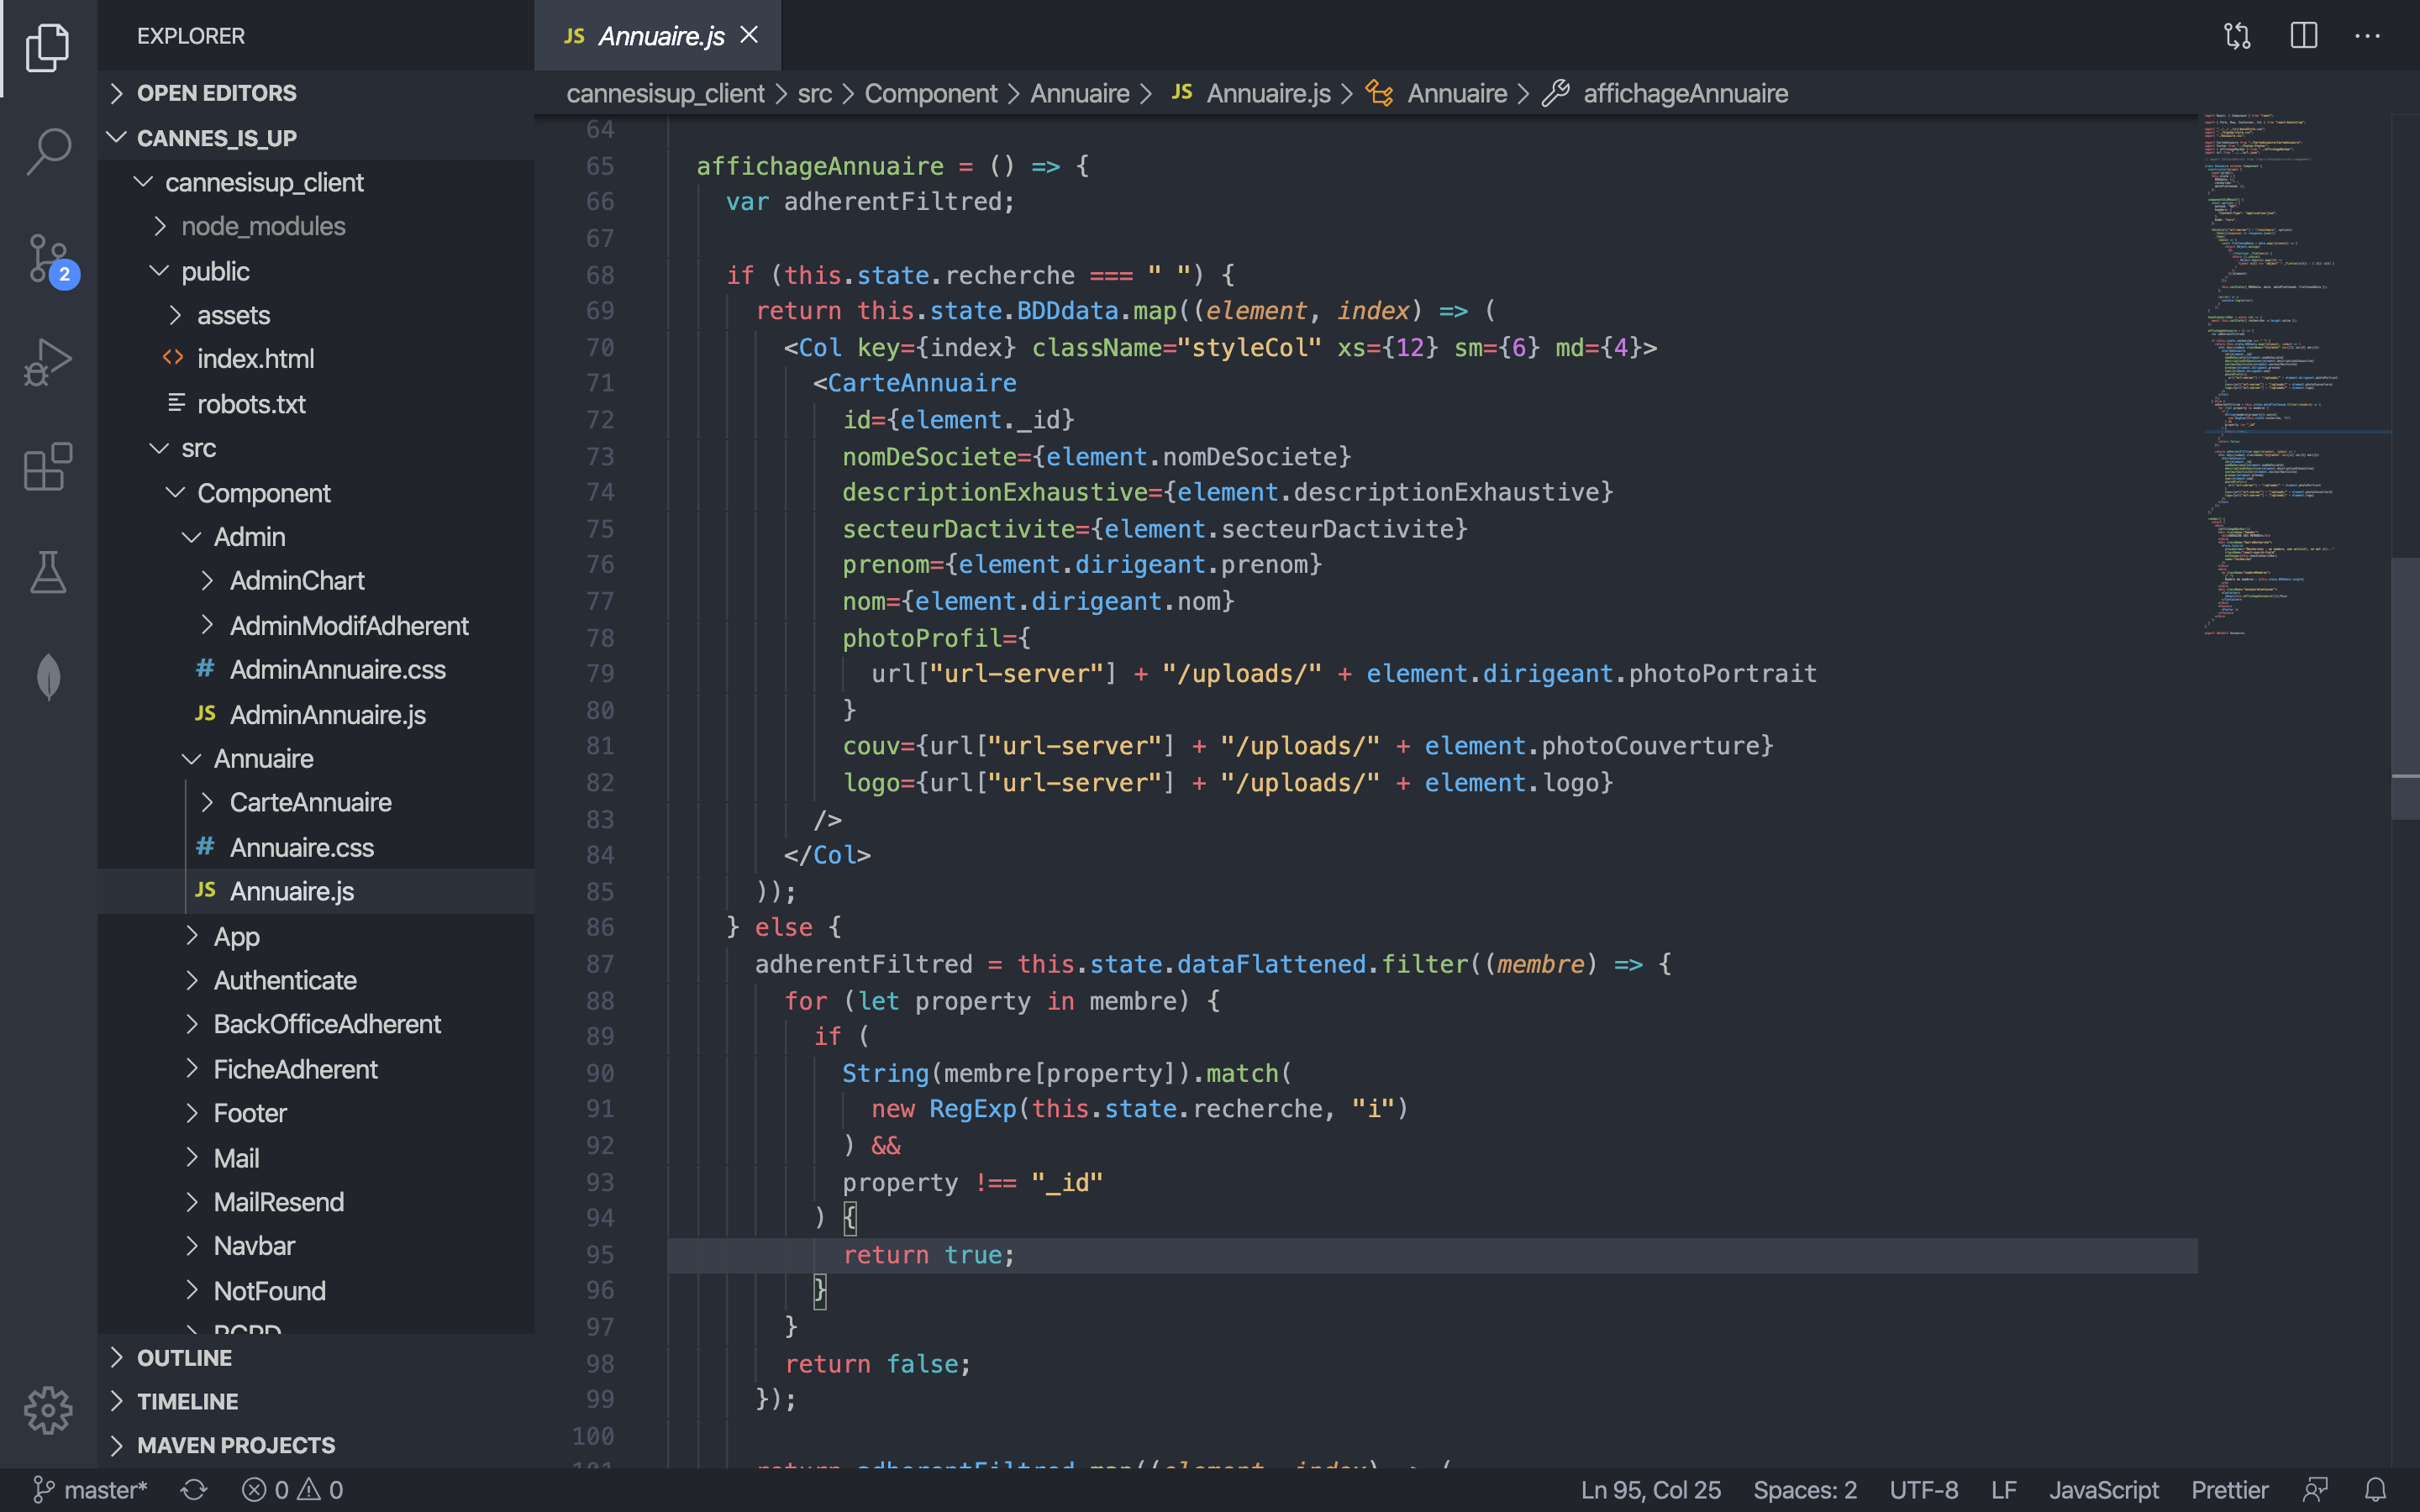 EXPLORER
OPEN EDITORS
CANNES_IS_UP
cannesisup_client
node_modules
public
assets
index.html
robots.txt
src
Component
Admin
AdminChart
AdminModifAdherent
# AdminAnnuaire.css
JS AdminAnnuaire.js
Annuaire
CarteAnnuaire
# Annuaire.css
JS Annuaire.js
App
Authenticate
BackOfficeAdherent
FicheAdherent
Footer
Mail
MailResend
Navbar
NotFound
RGPD
OUTLINE
TIMELINE
MAVEN PROJECTS
2
JS Annuaire.js
cannesisup_client > src > Component > Annuaire > JS Annuaire.js > Annuaire > affichageAnnuaire
64
65 affichageAnnuaire = () => {
66 var adherentFiltred;
67
68 if (this.state.recherche === " ") {
69 return this.state.BDDdata.map((element, index) => (
70 <Col key={index} className="styleCol" xs={12} sm={6} md={4}>
71 <CarteAnnuaire
72 id={element._id}
73 nomDeSociete={element.nomDeSociete}
74 descriptionExhaustive={element.descriptionExhaustive}
75 secteurDactivite={element.secteurDactivite}
76 prenom={element.dirigeant.prenom}
77 nom={element.dirigeant.nom}
78 photoProfil={
79 url["url-server"] + "/uploads/" + element.dirigeant.photoPortrait
80 }
81 couv={url["url-server"] + "/uploads/" + element.photoCouverture}
82 logo={url["url-server"] + "/uploads/" + element.logo}
83 />
84 </Col>
85 ));
86 } else {
87 adherentFiltred = this.state.dataFlattened.filter((membre) => {
88 for (let property in membre) {
89 if (
90 String(membre[property]).match(
91 new RegExp(this.state.recherche, "i")
92 ) &&
93 property !== "_id"
94 ) {
95 return true;
96 }
97 }
98 return false;
99 });
100
101 return adherentFiltred.map((element, index) => (
master* 0 0 Ln 95, Col 25 Spaces: 2 UTF-8 LF JavaScript Prettier